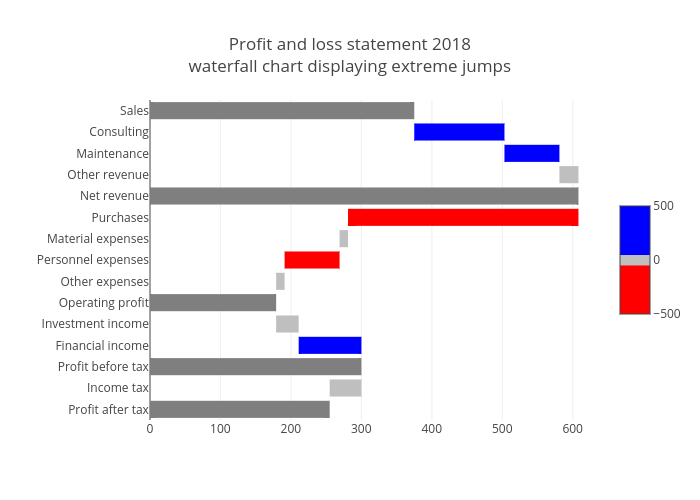 Profit and loss statement 2018
waterfall chart displaying extreme jumps
Sales
Consulting
Maintenance
Other revenue
Net revenue
Purchases
Material expenses
Personnel expenses
Other expenses
Operating profit
Investment income
Financial income
Profit before tax
Income tax
Profit after tax
0 100 200 300 400 500 600
500
0
−500